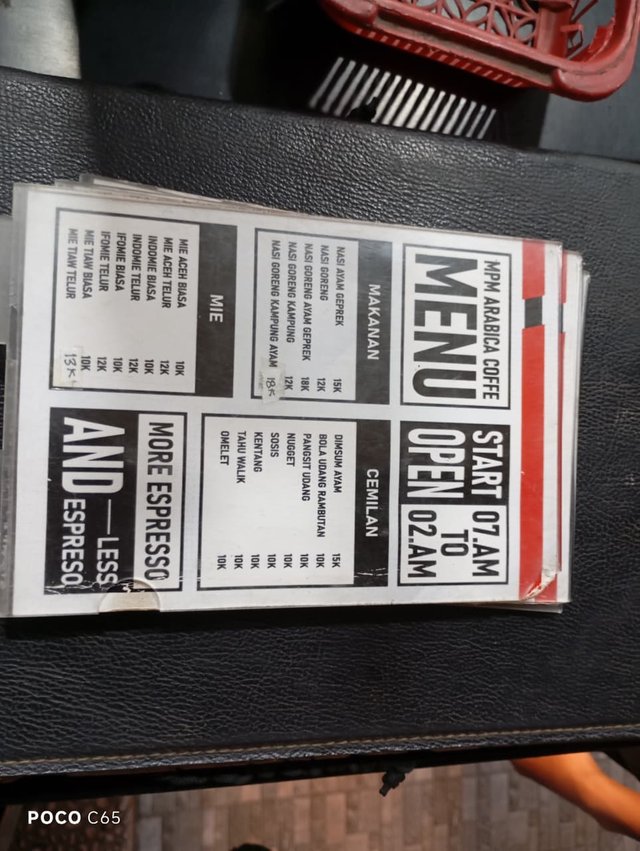 MPM ARABICA COFFE
MENU
START 07.AM
TO
OPEN 02.AM
MAKANAN
NASI AYAM GEPREK 15K
NASI GORENG 12K
NASI GORENG AYAM GEPREK 18K
NASI GORENG KAMPUNG 12K
NASI GORENG KAMPUNG AYAM 18K
CEMILAN
DIMSUM AYAM 15K
BOLA UDANG RAMBUTAN 10K
PANGSIT UDANG 10K
NUGGET 10K
SOSIS 10K
KENTANG 10K
TAHU WALIK 10K
OMELET 10K
MIE
MIE ACEH BIASA 10K
MIE ACEH TELUR 12K
INDOMIE BIASA 10K
INDOMIE TELUR 12K
IFOMIE BIASA 10K
IFOMIE TELUR 12K
MIE TIAW BIASA 10K
MIE TIAW TELUR 13K
MORE ESPRESSO
AND —LESS
ESPRESO
POCO C65